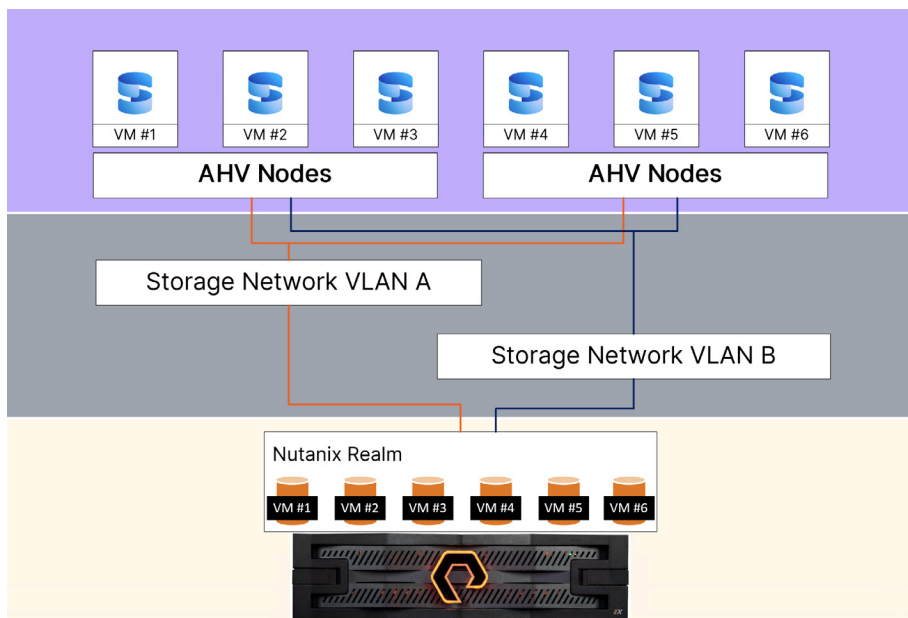 VM #1
VM #2
VM #3
VM #4
VM #5
VM #6
AHV Nodes
AHV Nodes
Storage Network VLAN A
Storage Network VLAN B
Nutanix Realm
VM #1
VM #2
VM #3
VM #4
VM #5
VM #6